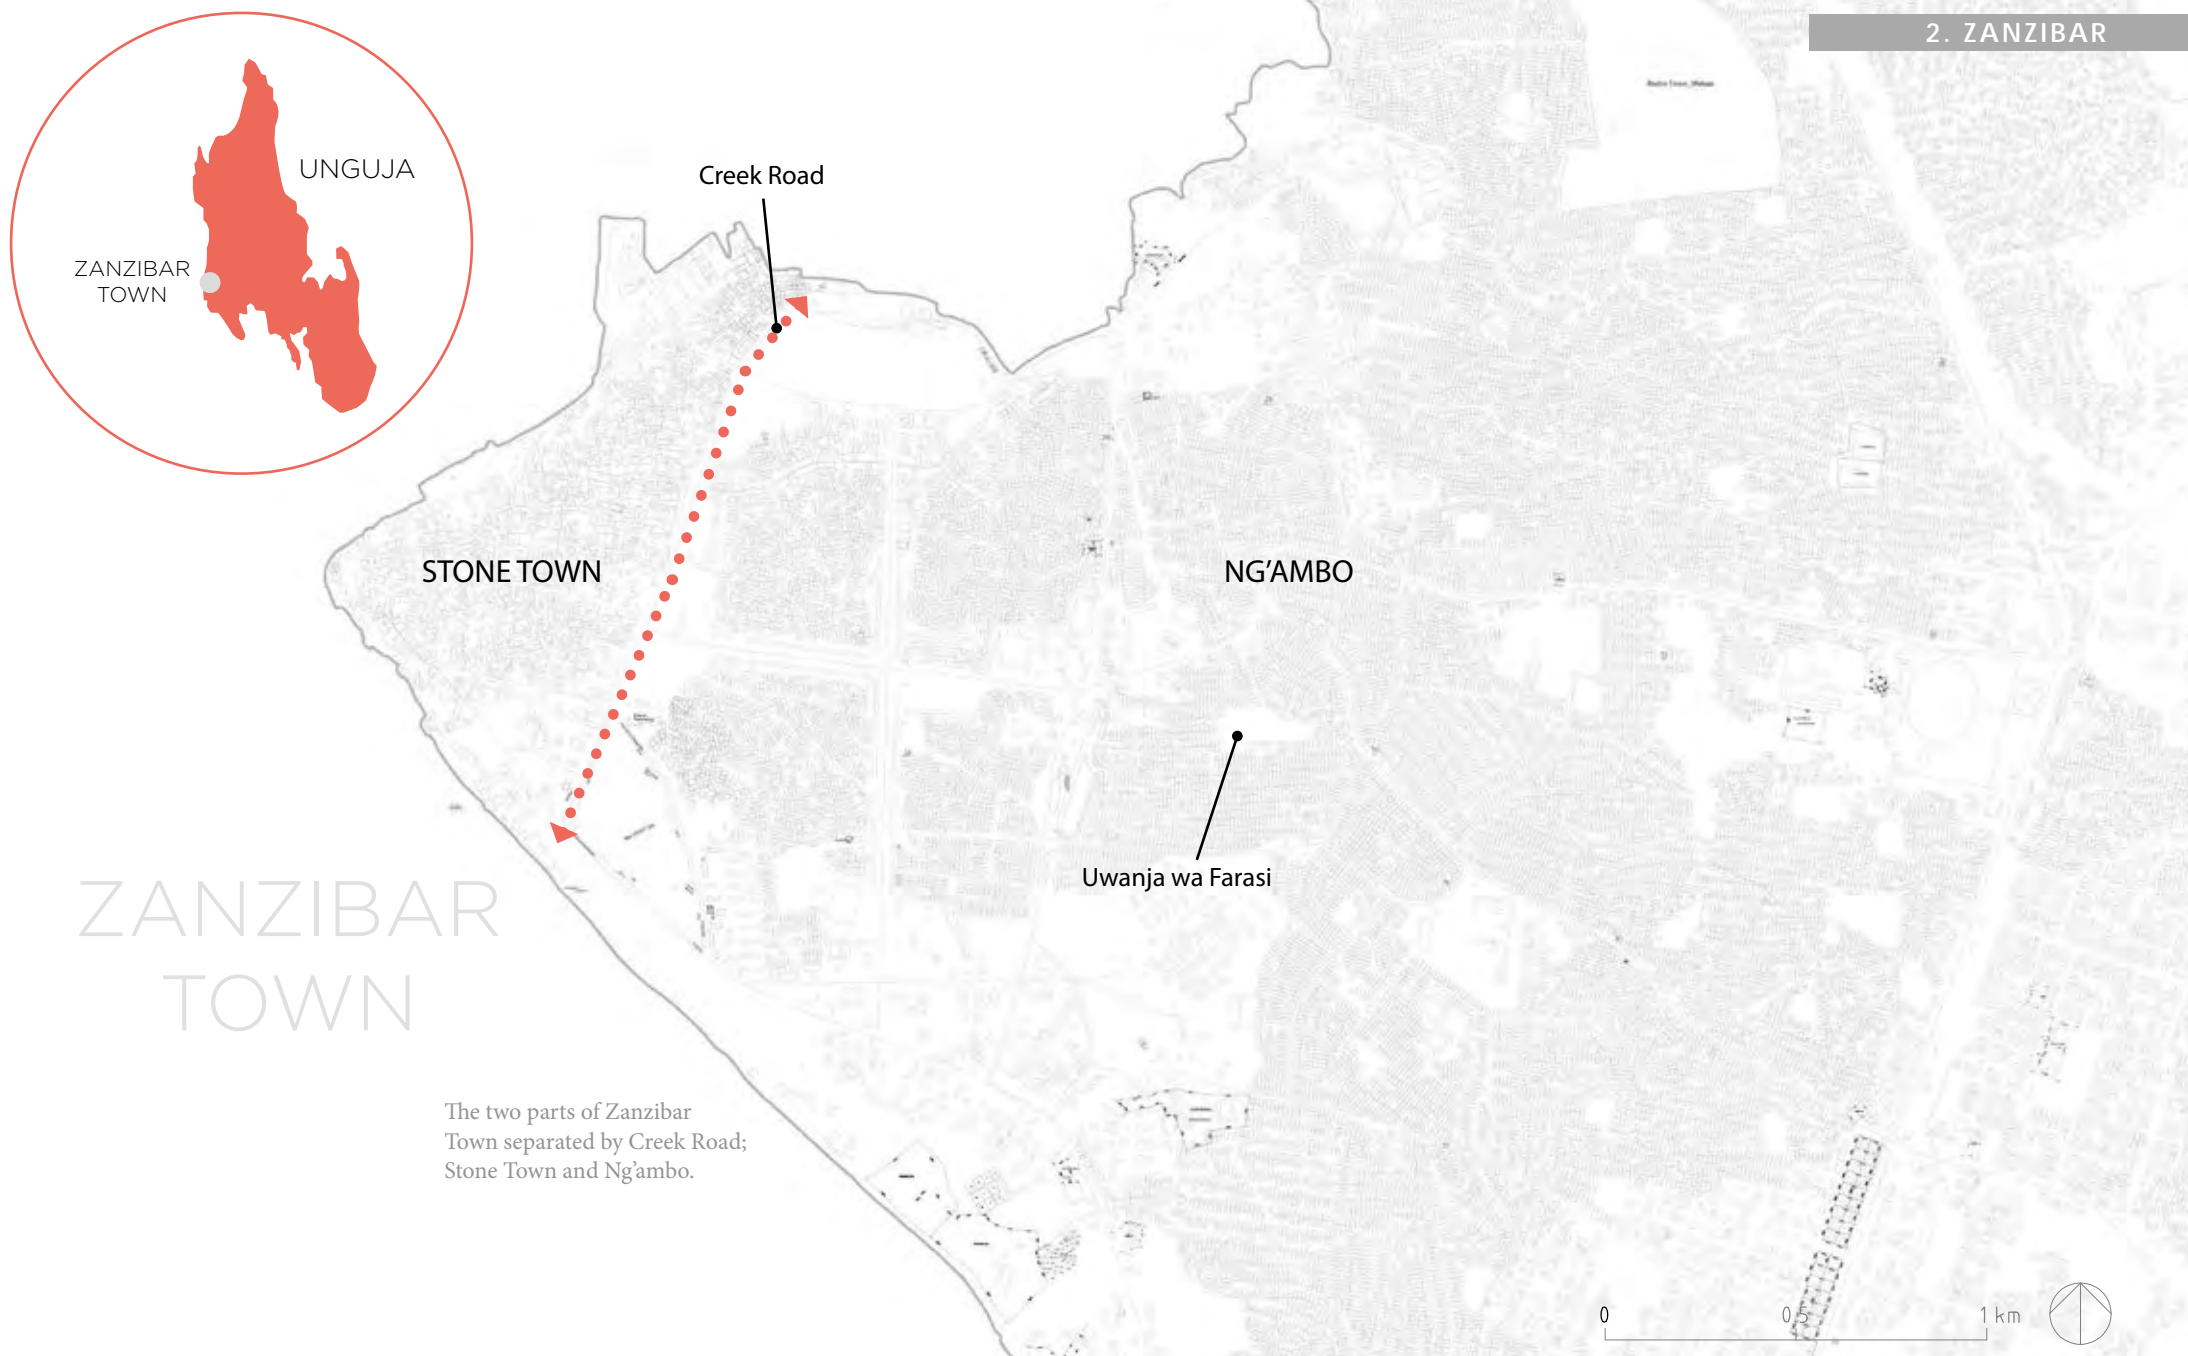 2. ZANZIBAR
UNGUJA
ZANZIBAR
TOWN
Creek Road
STONE TOWN
NG'AMBO
Uwanja wa Farasi
ZANZIBAR
TOWN
The two parts of Zanzibar
Town separated by Creek Road;
Stone Town and Ng'ambo.
0
0,5
1 km